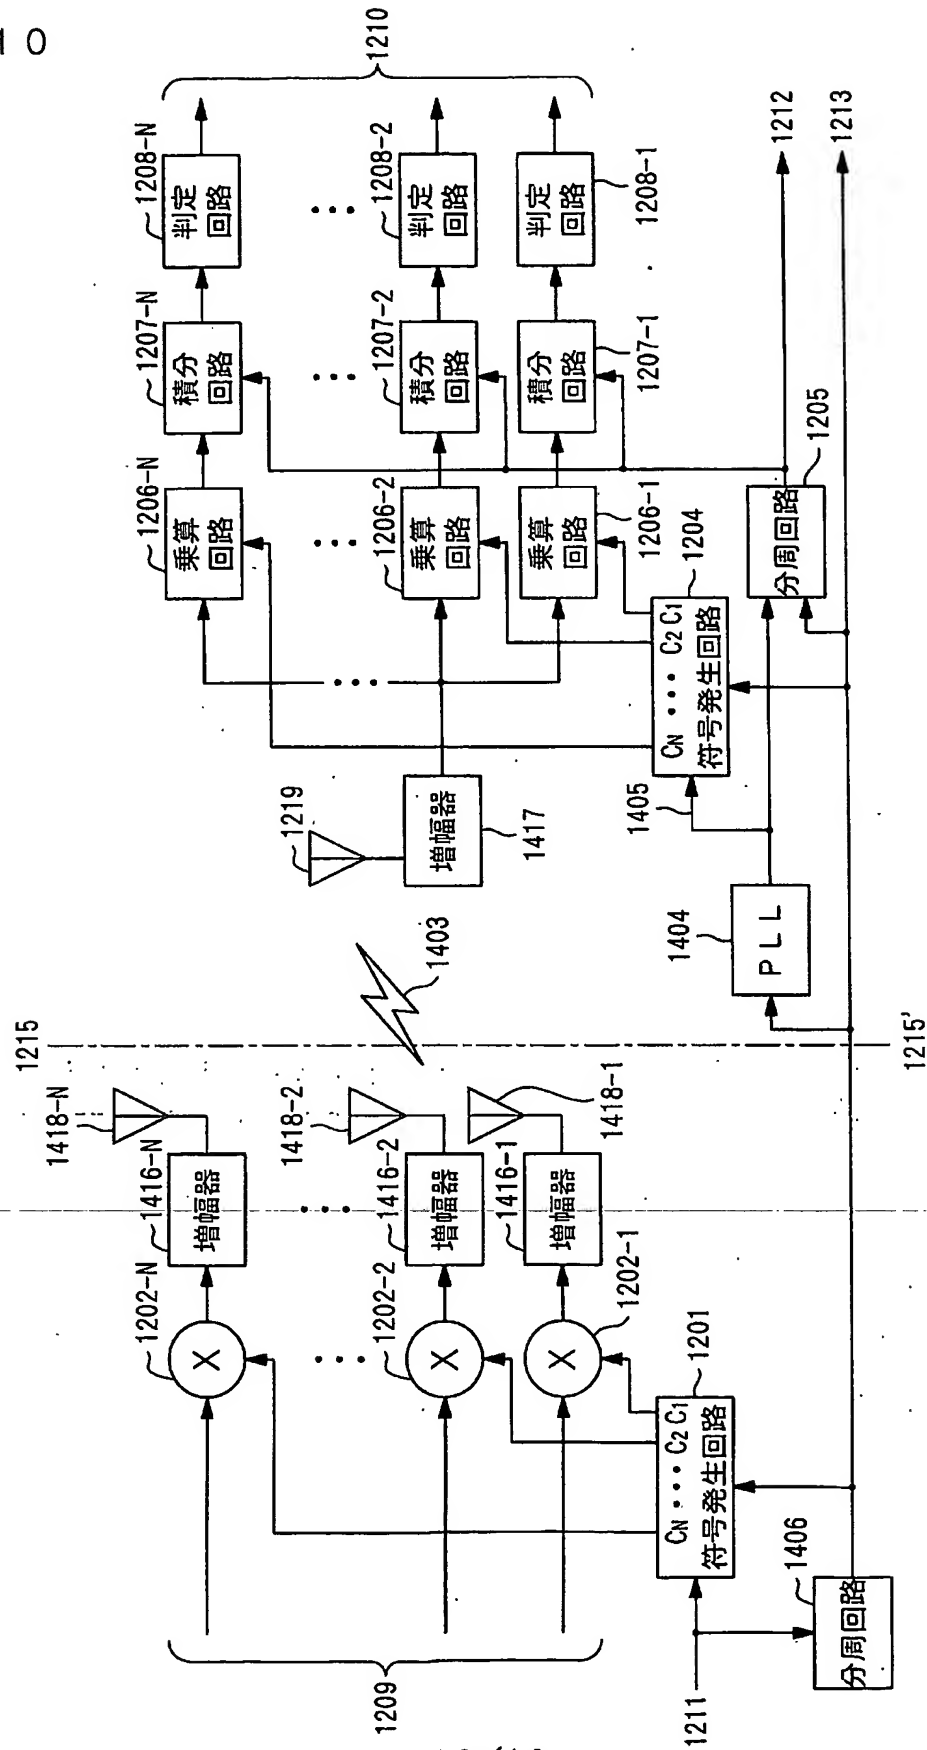 10
1209
1211
1202-N
1202-2
1202-1
X
X
X
1201
CN ••• C2 C1
符号発生回路
1406
分周回路
1416-N
増幅器
1416-2
増幅器
1416-1
増幅器
1418-N
1418-2
1418-1
1215
1215'
1403
1404
PLL
1405
1219
増幅器
1417
1204
CN ••• C2 C1
符号発生回路
1205
分周回路
1206-N
乗算
回路
1206-2
乗算
回路
1206-1
乗算
回路
1207-N
積分
回路
1207-2
積分
回路
1207-1
積分
回路
1208-N
判定
回路
1208-2
判定
回路
1208-1
判定
回路
1210
1212
1213